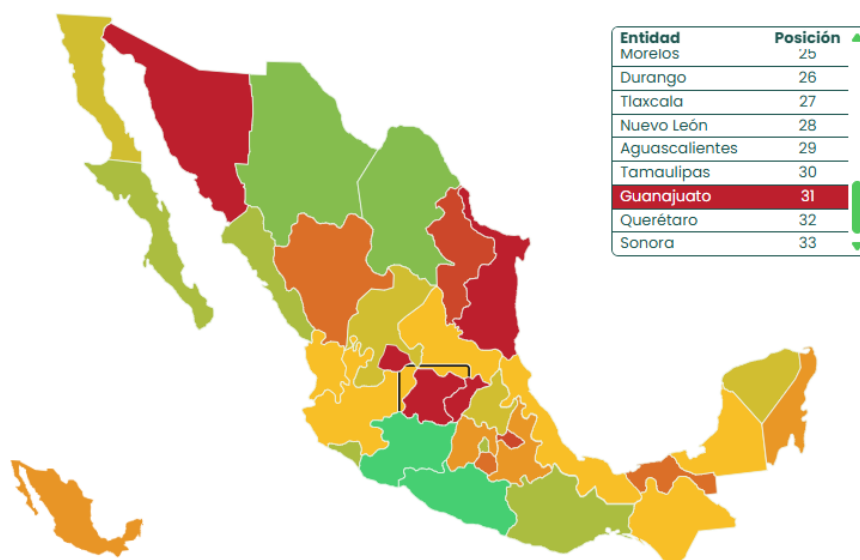 Entidad Posición
Morelos 25
Durango 26
Tlaxcala 27
Nuevo León 28
Aguascalientes 29
Tamaulipas 30
Guanajuato 31
Querétaro 32
Sonora 33